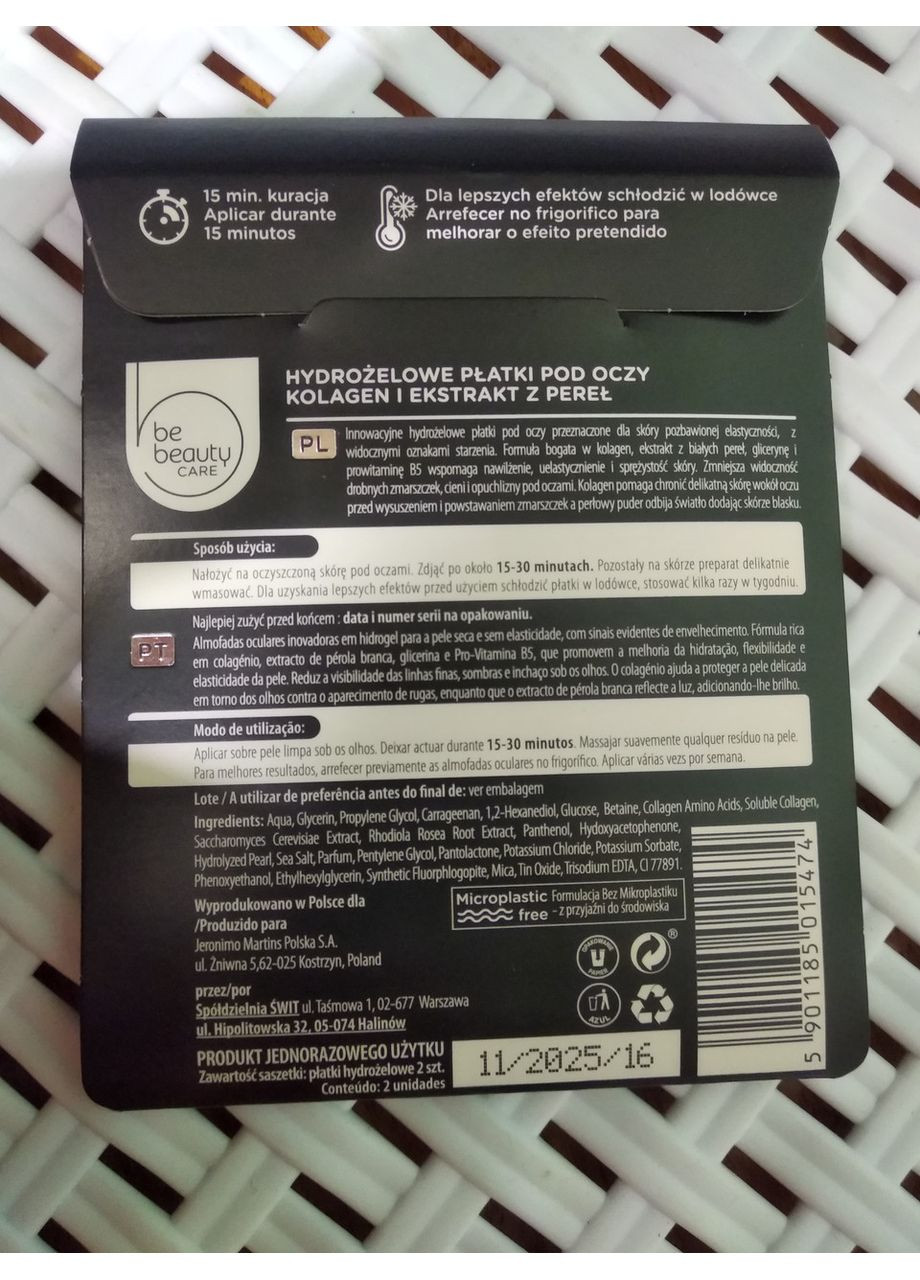 15 min. kuracja
Aplicar durante
15 minutos
Dla lepszych efektów schłodzić w lodówce
Arrefecer no frigorifico para
melhorar o efeito pretendido
be
beauty
CARE
HYDROŻELOWE PŁATKI POD OCZY
KOLAGEN I EKSTRAKT Z PEREŁ
PL
Innowacyjne hydrożelowe płatki pod oczy przeznaczone dla skóry pozbawionej elastyczności, z
widocznymi oznakami starzenia. Formuła bogata w kolagen, ekstrakt z białych pereł, glicerynę i
prowitaminę B5 wspomaga nawilżenie, uelastycznienie i sprężystość skóry. Zmniejsza widoczność
drobnych zmarszczek, cieni i opuchlizny pod oczami. Kolagen pomaga chronić delikatną skórę wokół oczu
przed wysuszeniem i powstawaniem zmarszczek a perłowy puder odbija światło dodając skórze blasku.
Sposób użycia:
Nałożyć na oczyszczoną skórę pod oczami. Zdjąć po około 15-30 minutach. Pozostały na skórze preparat delikatnie
wmasować. Dla uzyskania lepszych efektów przed użyciem schłodzić płatki w lodówce, stosować kilka razy w tygodniu.
Najlepiej zużyć przed końcem : data i numer serii na opakowaniu.
PT
Almofadas oculares inovadoras em hidrogel para a pele seca e sem elasticidade, com sinais evidentes de envelhecimento. Fórmula rica
em colagénio, extracto de pérola branca, glicerina e Pro-Vitamina B5, que promovem a melhoria da hidratação, flexibilidade e
elasticidade da pele. Reduz a visibilidade das linhas finas, sombras e inchaço sob os olhos. O colagénio ajuda a proteger a pele delicada
em torno dos olhos contra o aparecimento de rugas, enquanto que o extracto de pérola branca reflecte a luz, adicionando-lhe brilho.
Modo de utilização:
Aplicar sobre pele limpa sob os olhos. Deixar actuar durante 15-30 minutos. Massajar suavemente qualquer resíduo na pele.
Para melhores resultados, arrefecer previamente as almofadas oculares no frigorífico. Aplicar várias vezs por semana.
Lote / A utilizar de preferência antes do final de: ver embalagem
Ingredients: Aqua, Glycerin, Propylene Glycol, Carrageenan, 1,2-Hexanediol, Glucose, Betaine, Collagen Amino Acids, Soluble Collagen,
Saccharomyces Cerevisiae Extract, Rhodiola Rosea Root Extract, Panthenol, Hydoxyacetophenone,
Hydrolyzed Pearl, Sea Salt, Parfum, Pentylene Glycol, Pantolactone, Potassium Chloride, Potassium Sorbate,
Phenoxyethanol, Ethylhexylglycerin, Synthetic Fluorphlogopite, Mica, Tin Oxide, Trisodium EDTA, CI 77891.
Wyprodukowano w Polsce dla
/Produzido para
Jeronimo Martins Polska S.A.
ul. Żniwna 5,62-025 Kostrzyn, Poland
Microplastic
free
Formulacja Bez Mikroplastiku
– z przyjaźni do środowiska
OPAKOWANIE
PAPIER
®
AZUL
przez/por
Spółdzielnia ŚWIT ul. Taśmowa 1, 02-677 Warszawa
ul. Hipolitowska 32, 05-074 Halinów
PRODUKT JEDNORAZOWEGO UŻYTKU
Zawartość saszetki: płatki hydrożelowe 2 szt.
Conteúdo: 2 unidades
11/2025/16
5 901185 015474